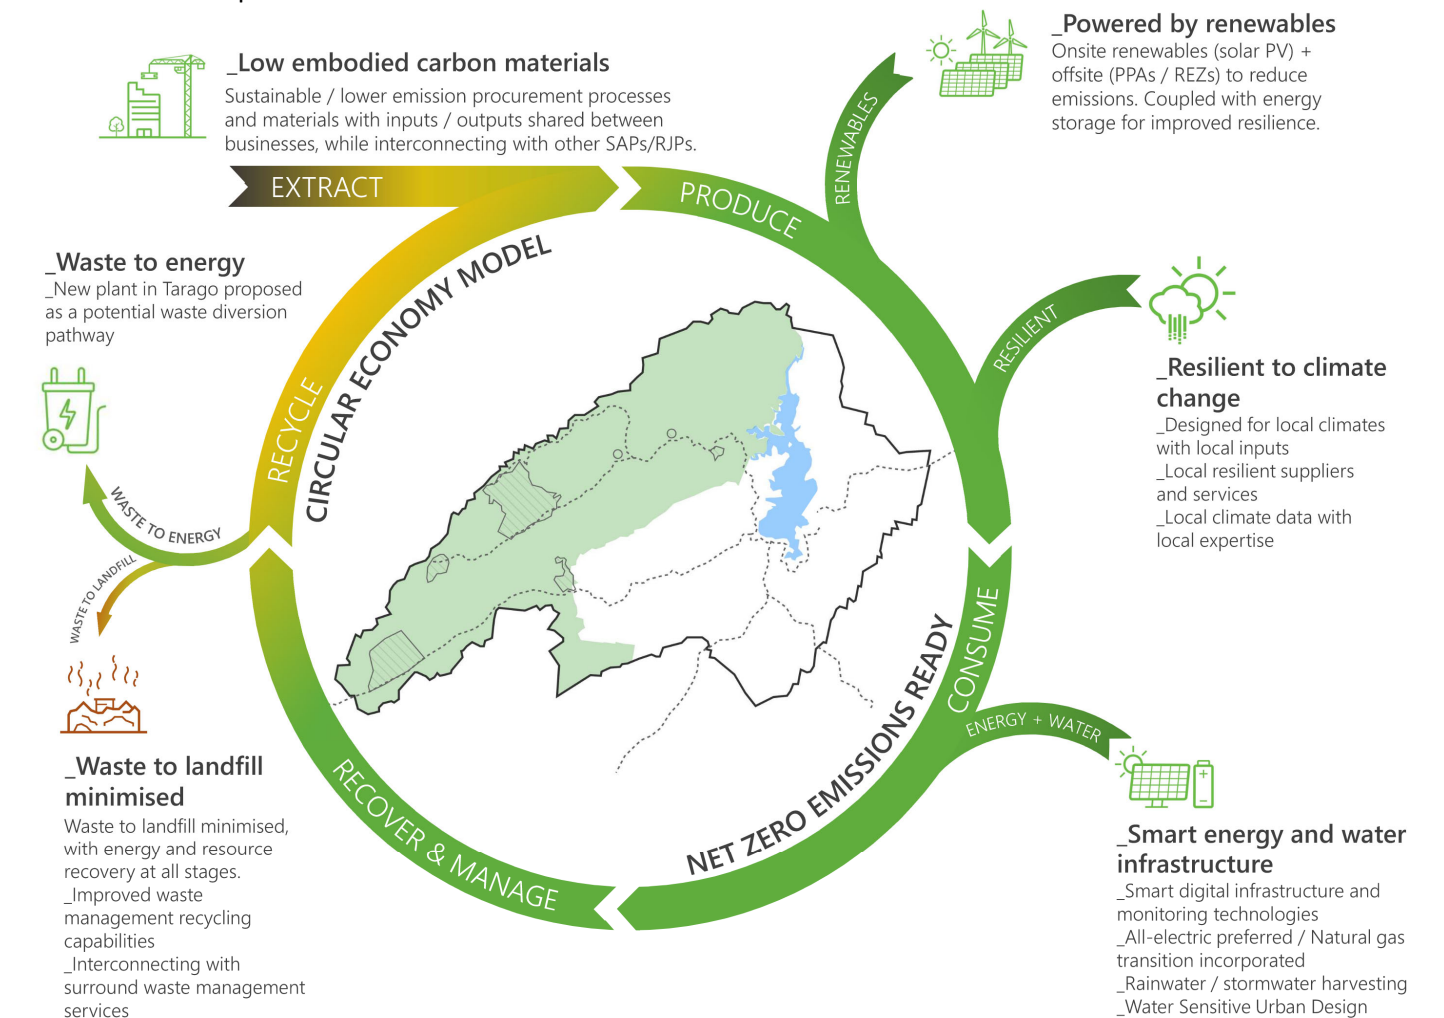 _Low embodied carbon materials
Sustainable / lower emission procurement processes
and materials with inputs / outputs shared between
businesses, while interconnecting with other SAPs/RJPs.
_Powered by renewables
Onsite renewables (solar PV) +
offsite (PPAs / REZs) to reduce
emissions. Coupled with energy
storage for improved resilience.
EXTRACT
PRODUCE
RENEWABLES
RESILIENT
_Resilient to climate
change
_Designed for local climates
with local inputs
_Local resilient suppliers
and services
_Local climate data with
local expertise
CONSUME
ENERGY + WATER
_Smart energy and water
infrastructure
_Smart digital infrastructure and
monitoring technologies
_All-electric preferred / Natural gas
transition incorporated
_Rainwater / stormwater harvesting
_Water Sensitive Urban Design
NET ZERO EMISSIONS READY
RECOVER & MANAGE
CIRCULAR ECONOMY MODEL
RECYCLE
_Waste to energy
_New plant in Tarago proposed
as a potential waste diversion
pathway
WASTE TO ENERGY
WASTE TO LANDFILL
_Waste to landfill
minimised
Waste to landfill minimised,
with energy and resource
recovery at all stages.
_Improved waste
management recycling
capabilities
_Interconnecting with
surround waste management
services